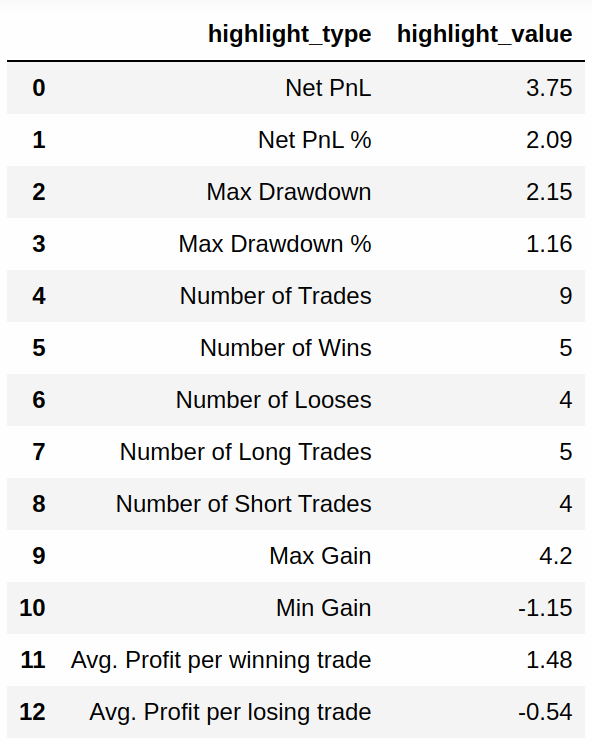 highlight_type highlight_value
0 Net PnL 3.75
1 Net PnL % 2.09
2 Max Drawdown 2.15
3 Max Drawdown % 1.16
4 Number of Trades 9
5 Number of Wins 5
6 Number of Looses 4
7 Number of Long Trades 5
8 Number of Short Trades 4
9 Max Gain 4.2
10 Min Gain -1.15
11 Avg. Profit per winning trade 1.48
12 Avg. Profit per losing trade -0.54